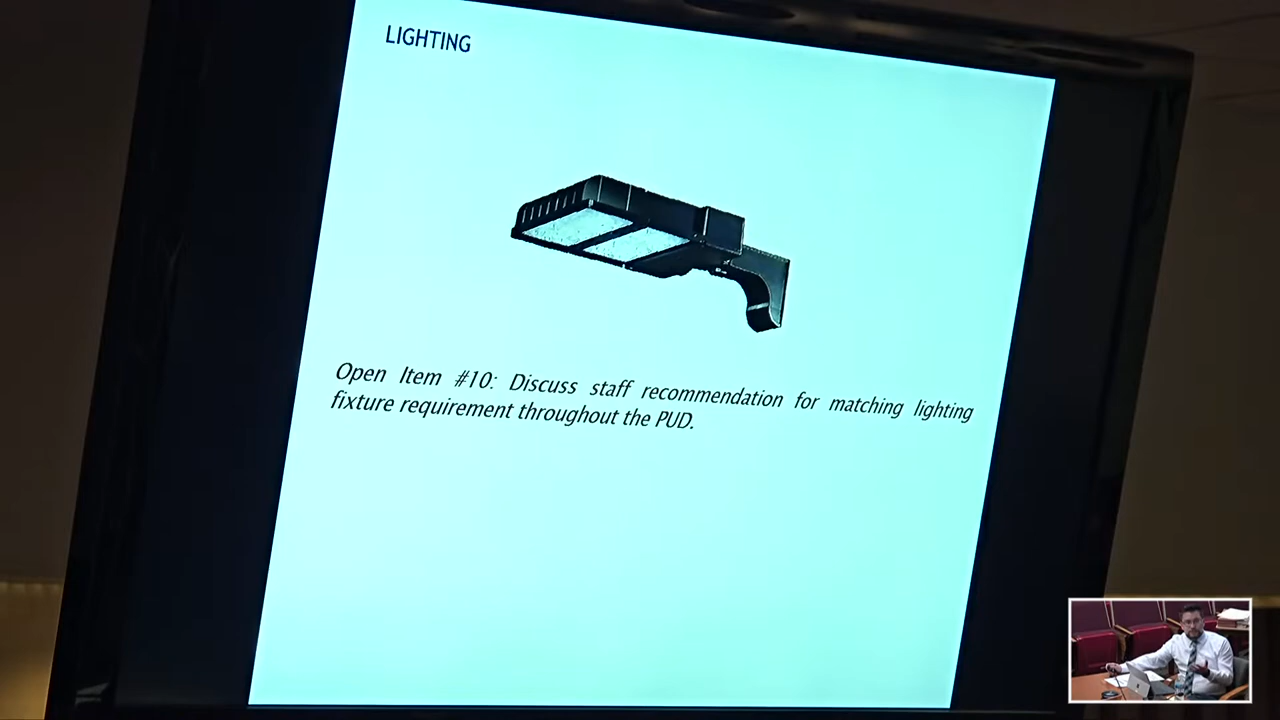 LIGHTING
Open Item #10: Discuss staff recommendation for matching lighting
fixture requirement throughout the PUD.